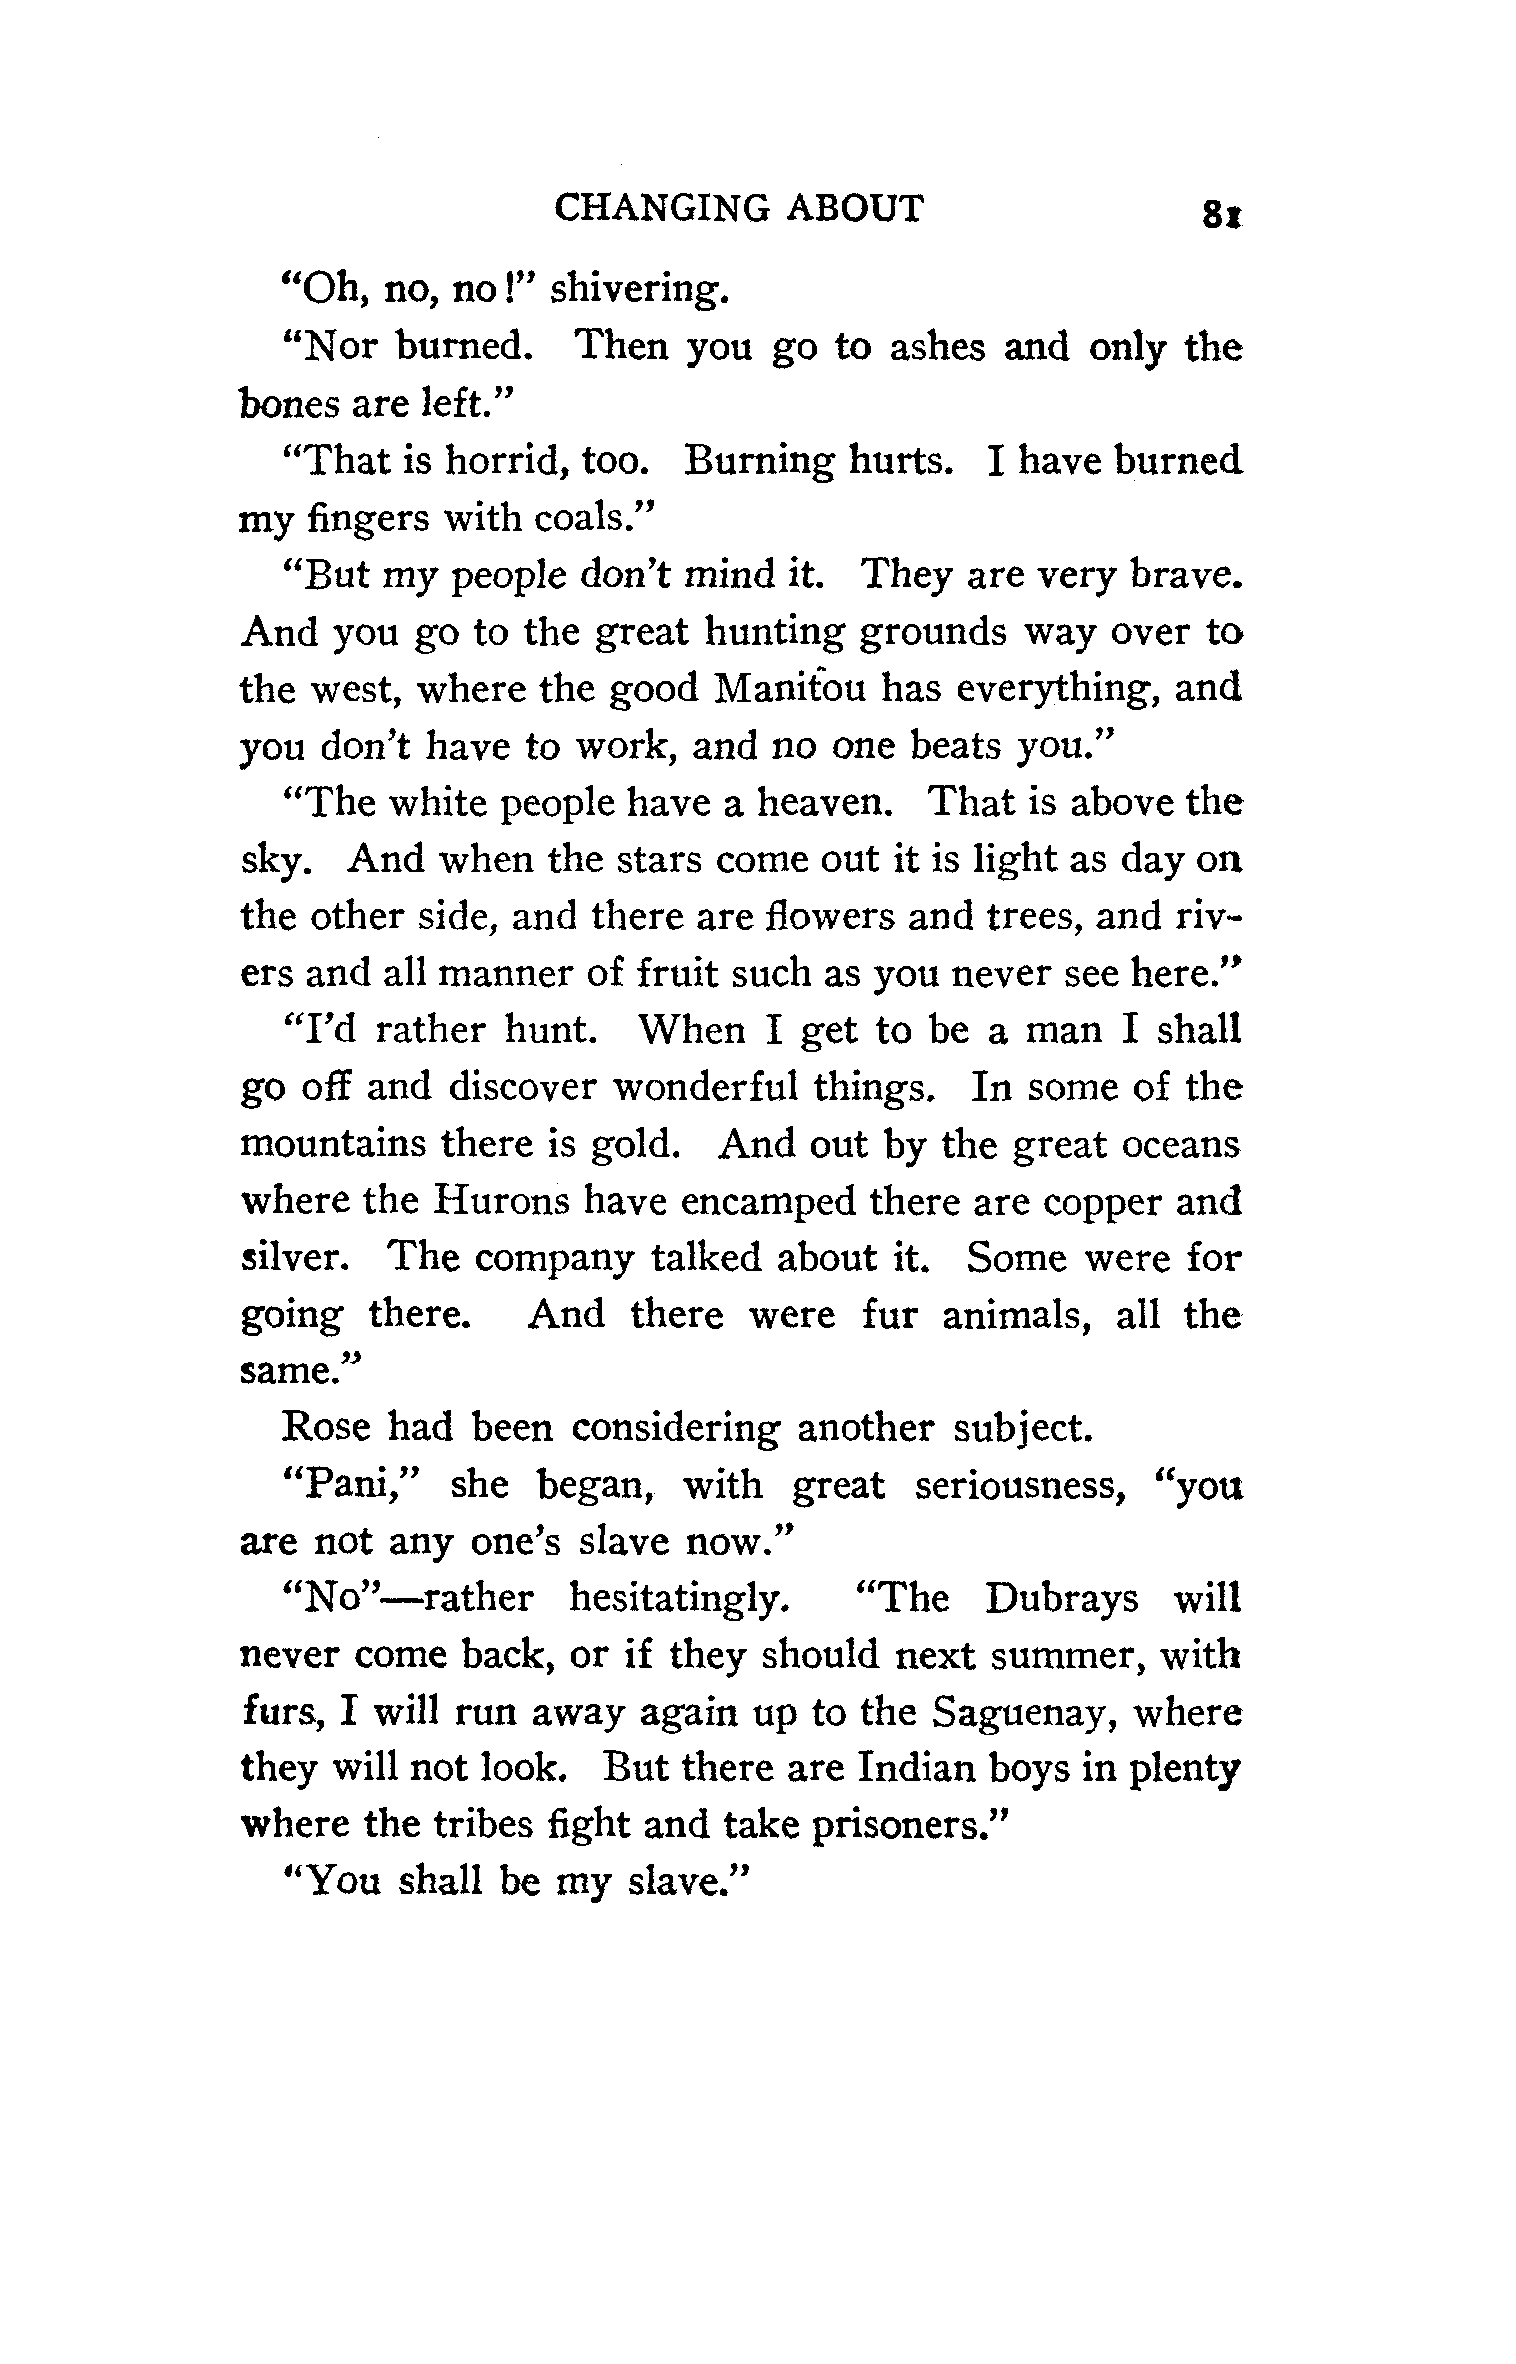 CHANGING ABOUT 81
“Oh, no, no!” shivering.
“Nor burned. Then you go to ashes and only the
bones are left.”
“That is horrid, too. Burning hurts. I have burned
my fingers with coals.”
“But my people don’t mind it. They are very brave.
And you go to the great hunting grounds way over to
the west, where the good Manitou has everything, and
you don’t have to work, and no one beats you.”
“The white people have a heaven. That is above the
sky. And when the stars come out it is light as day on
the other side, and there are flowers and trees, and riv-
ers and all manner of fruit such as you never see here.”
“I’d rather hunt. When I get to be a man I shall
go off and discover wonderful things. In some of the
mountains there is gold. And out by the great oceans
where the Hurons have encamped there are copper and
silver. The company talked about it. Some were for
going there. And there were fur animals, all the
same.”
Rose had been considering another subject.
“Pani,” she began, with great seriousness, “you
are not any one’s slave now.”
“No”—rather hesitatingly. “The Dubrays will
never come back, or if they should next summer, with
furs, I will run away again up to the Saguenay, where
they will not look. But there are Indian boys in plenty
where the tribes fight and take prisoners.”
“You shall be my slave.”